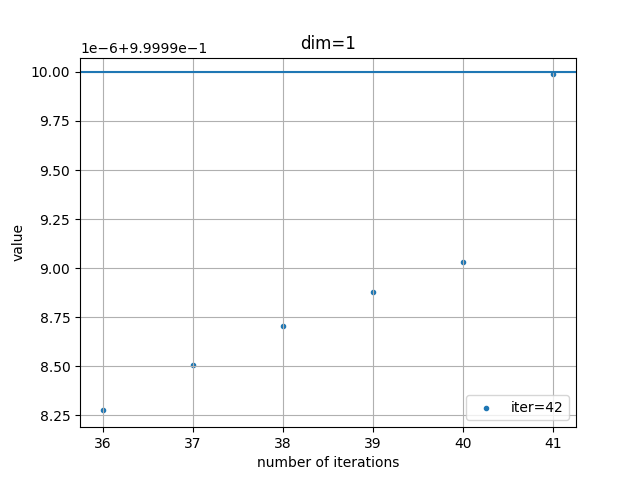 dim=1
1e−6+9.9999e−1
10.00
9.75
9.50
9.25
9.00
8.75
8.50
8.25
value
36 37 38 39 40 41
number of iterations
iter=42